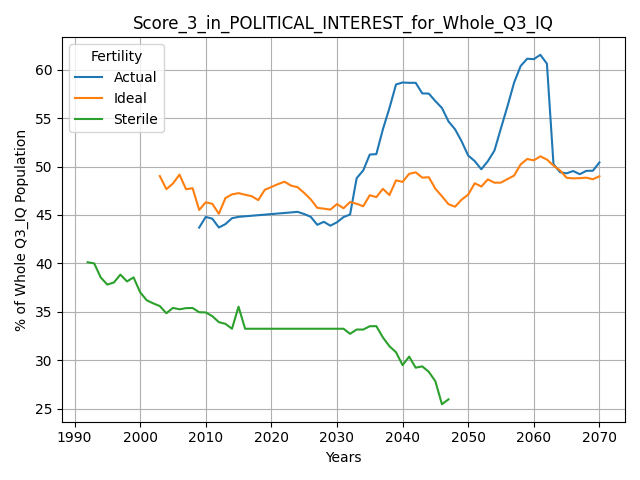 Score_3_in_POLITICAL_INTEREST_for_Whole_Q3_IQ
Fertility
Actual
Ideal
Sterile
% of Whole Q3_IQ Population
60
55
50
45
40
35
30
25
1990
2000
2010
2020
2030
2040
2050
2060
2070
Years